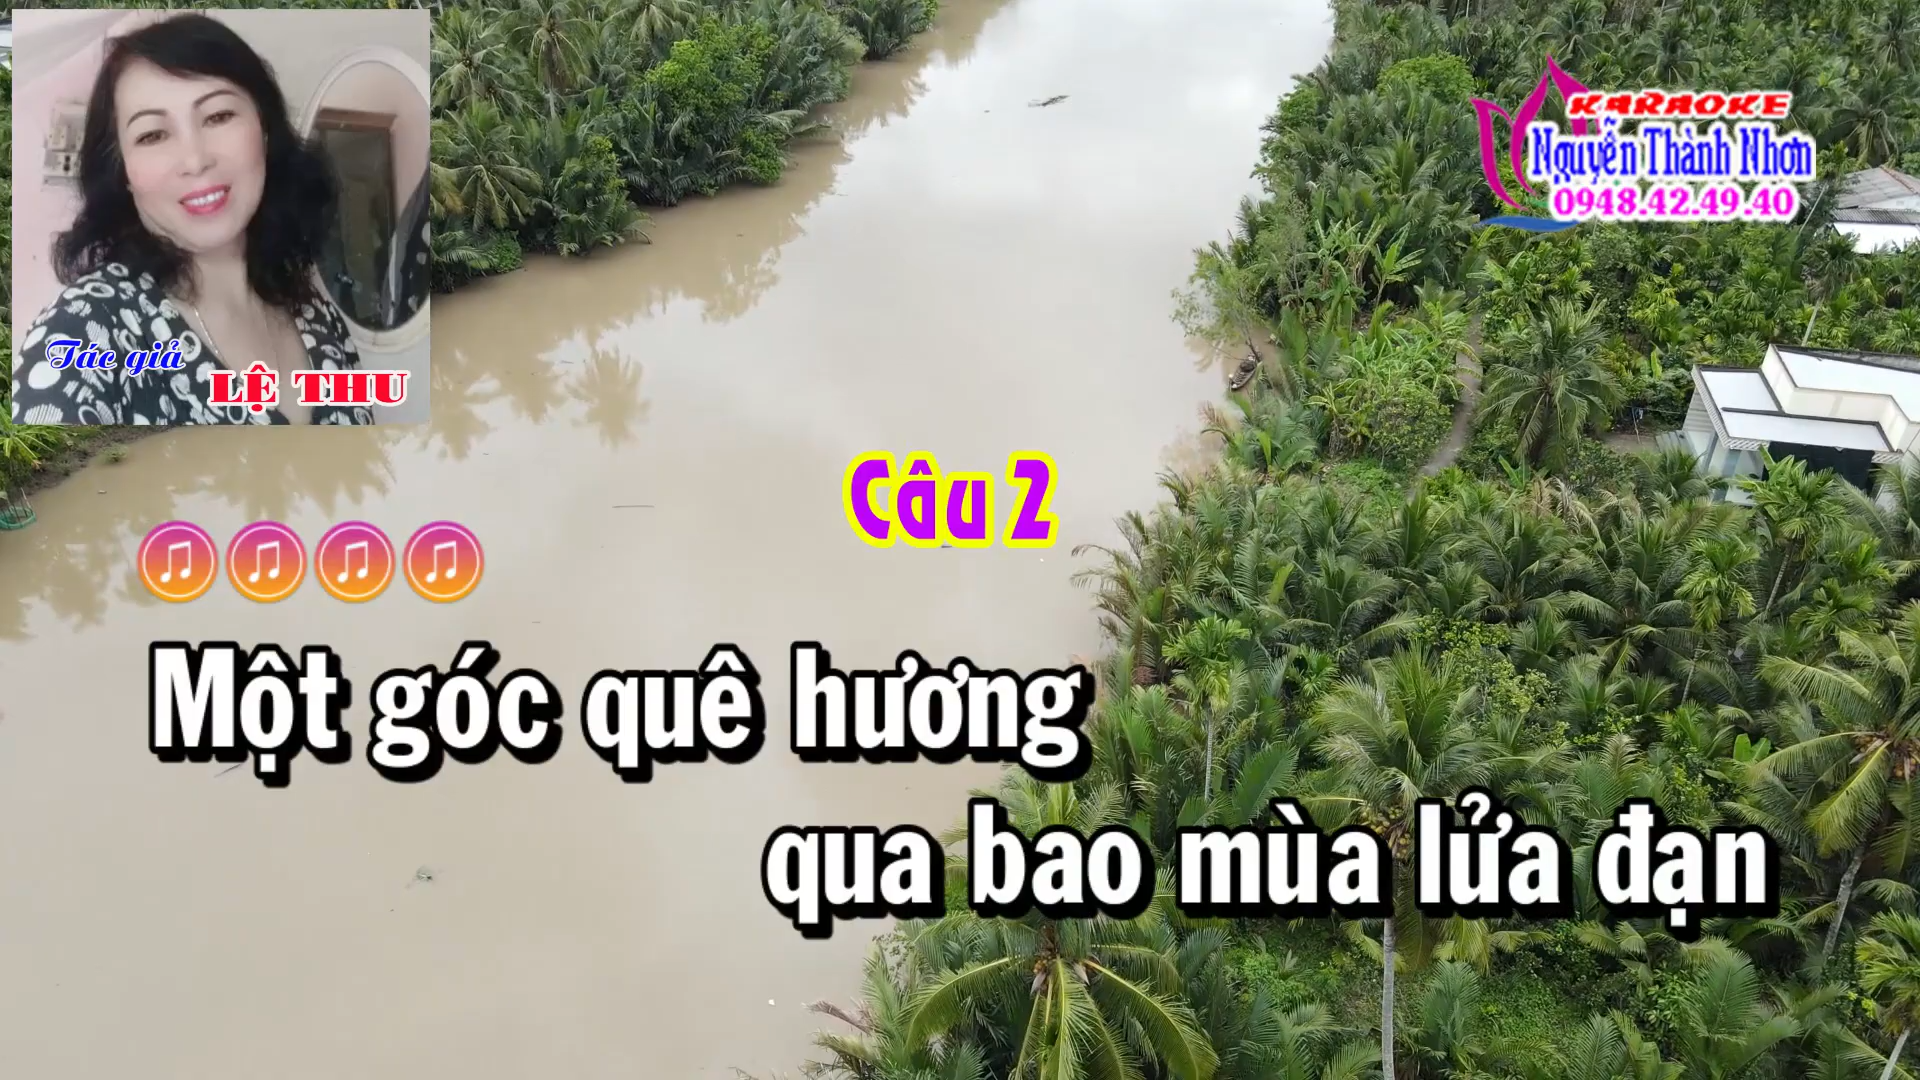 KARAOKE
Nguyễn Thành Nhơn
0948.42.49.40
Tác giả
LỆ THU
Câu 2
Một góc quê hương
qua bao mùa lửa đạn